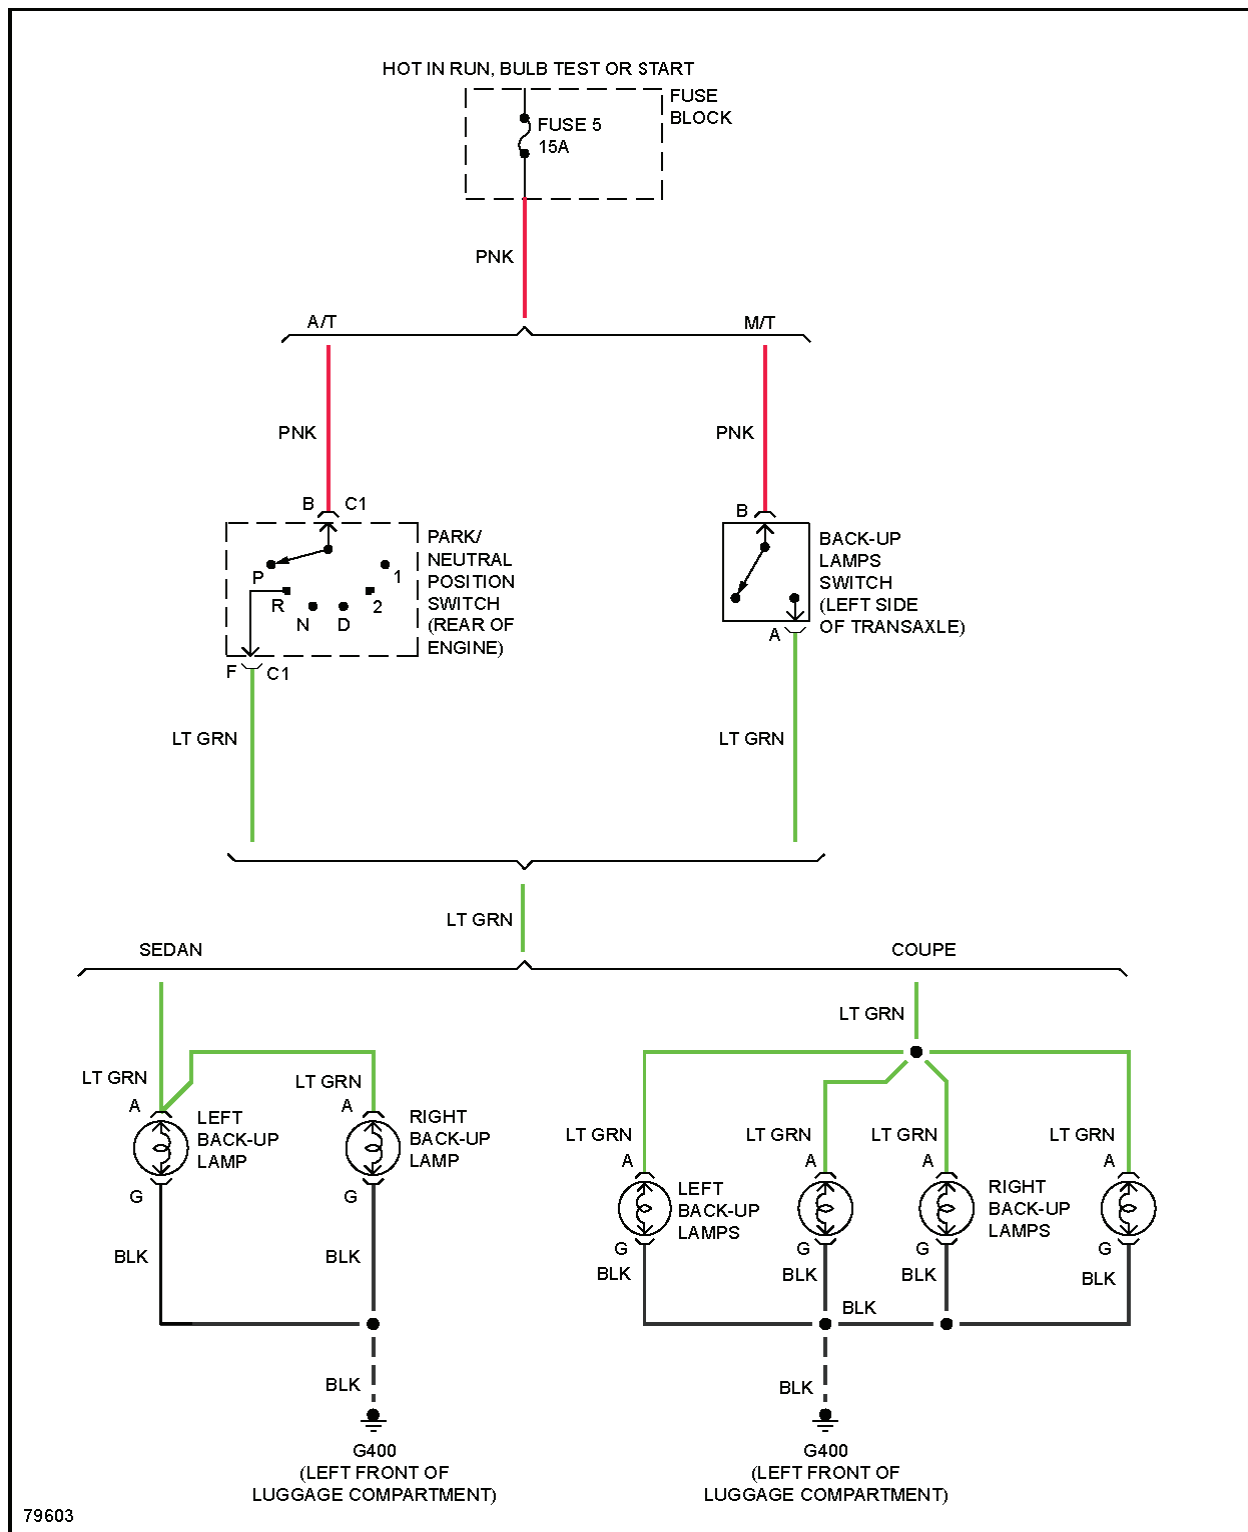 HOT IN RUN, BULB TEST OR START
FUSE
BLOCK
FUSE 5
15A
PNK
A/T
M/T
PNK
PNK
B
C1
B
PARK/
NEUTRAL
POSITION
SWITCH
(REAR OF
ENGINE)
P
R
N
D
2
1
BACK-UP
LAMPS
SWITCH
(LEFT SIDE
OF TRANSAXLE)
A
F
C1
LT GRN
LT GRN
LT GRN
SEDAN
COUPE
LT GRN
LT GRN
LT GRN
A
A
LEFT
BACK-UP
LAMP
RIGHT
BACK-UP
LAMP
G
G
BLK
BLK
LT GRN
LT GRN
LT GRN
LT GRN
A
A
A
A
LEFT
BACK-UP
LAMPS
RIGHT
BACK-UP
LAMPS
G
G
G
G
BLK
BLK
BLK
BLK
BLK
BLK
BLK
G400
(LEFT FRONT OF
LUGGAGE COMPARTMENT)
G400
(LEFT FRONT OF
LUGGAGE COMPARTMENT)
79603